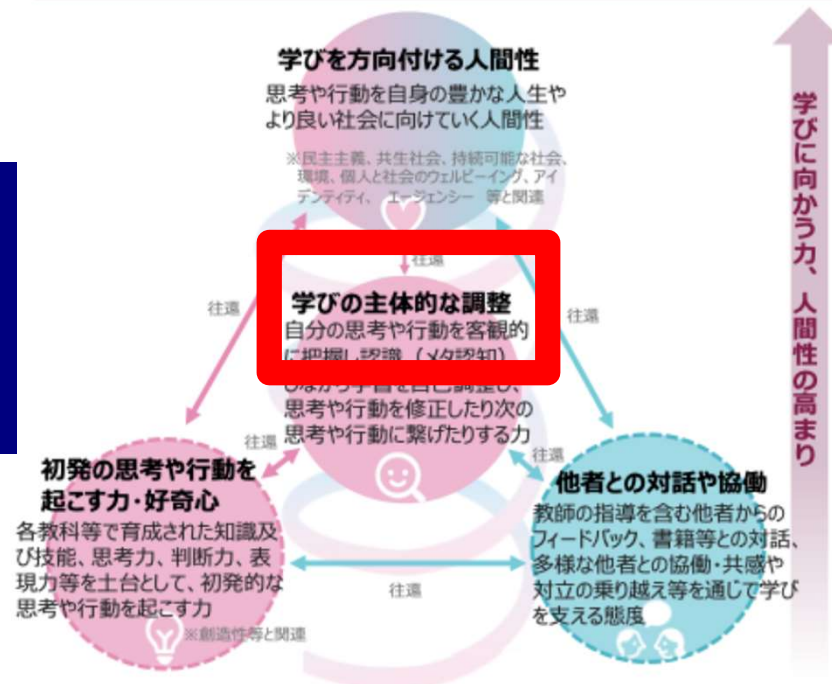 学びを方向付ける人間性
思考や行動を自身の豊かな人生や
より良い社会に向けていく人間性
※民主主義、共生社会、持続可能な社会、
環境、個人と社会のウェルビーイング、アイ
デンティティ、 エージェンシー 等と関連
往還
往還
往還
学びの主体的な調整
自分の思考や行動を客観的
に把握し認識（メタ認知）
しながら学習を自己調整し、
思考や行動を修正したり次の
思考や行動に繋げたりする力
往還
往還
初発の思考や行動を
起こす力・好奇心
各教科等で育成された知識及
び技能、思考力、判断力、表
現力等を土台として、初発的な
思考や行動を起こす力
※創造性等と関連
往還
他者との対話や協働
教師の指導を含む他者からの
フィードバック、書籍等との対話、
多様な他者との協働・共感や
対立の乗り越え等を通じて学び
を支える態度
学びに向かう力、人間性の高まり